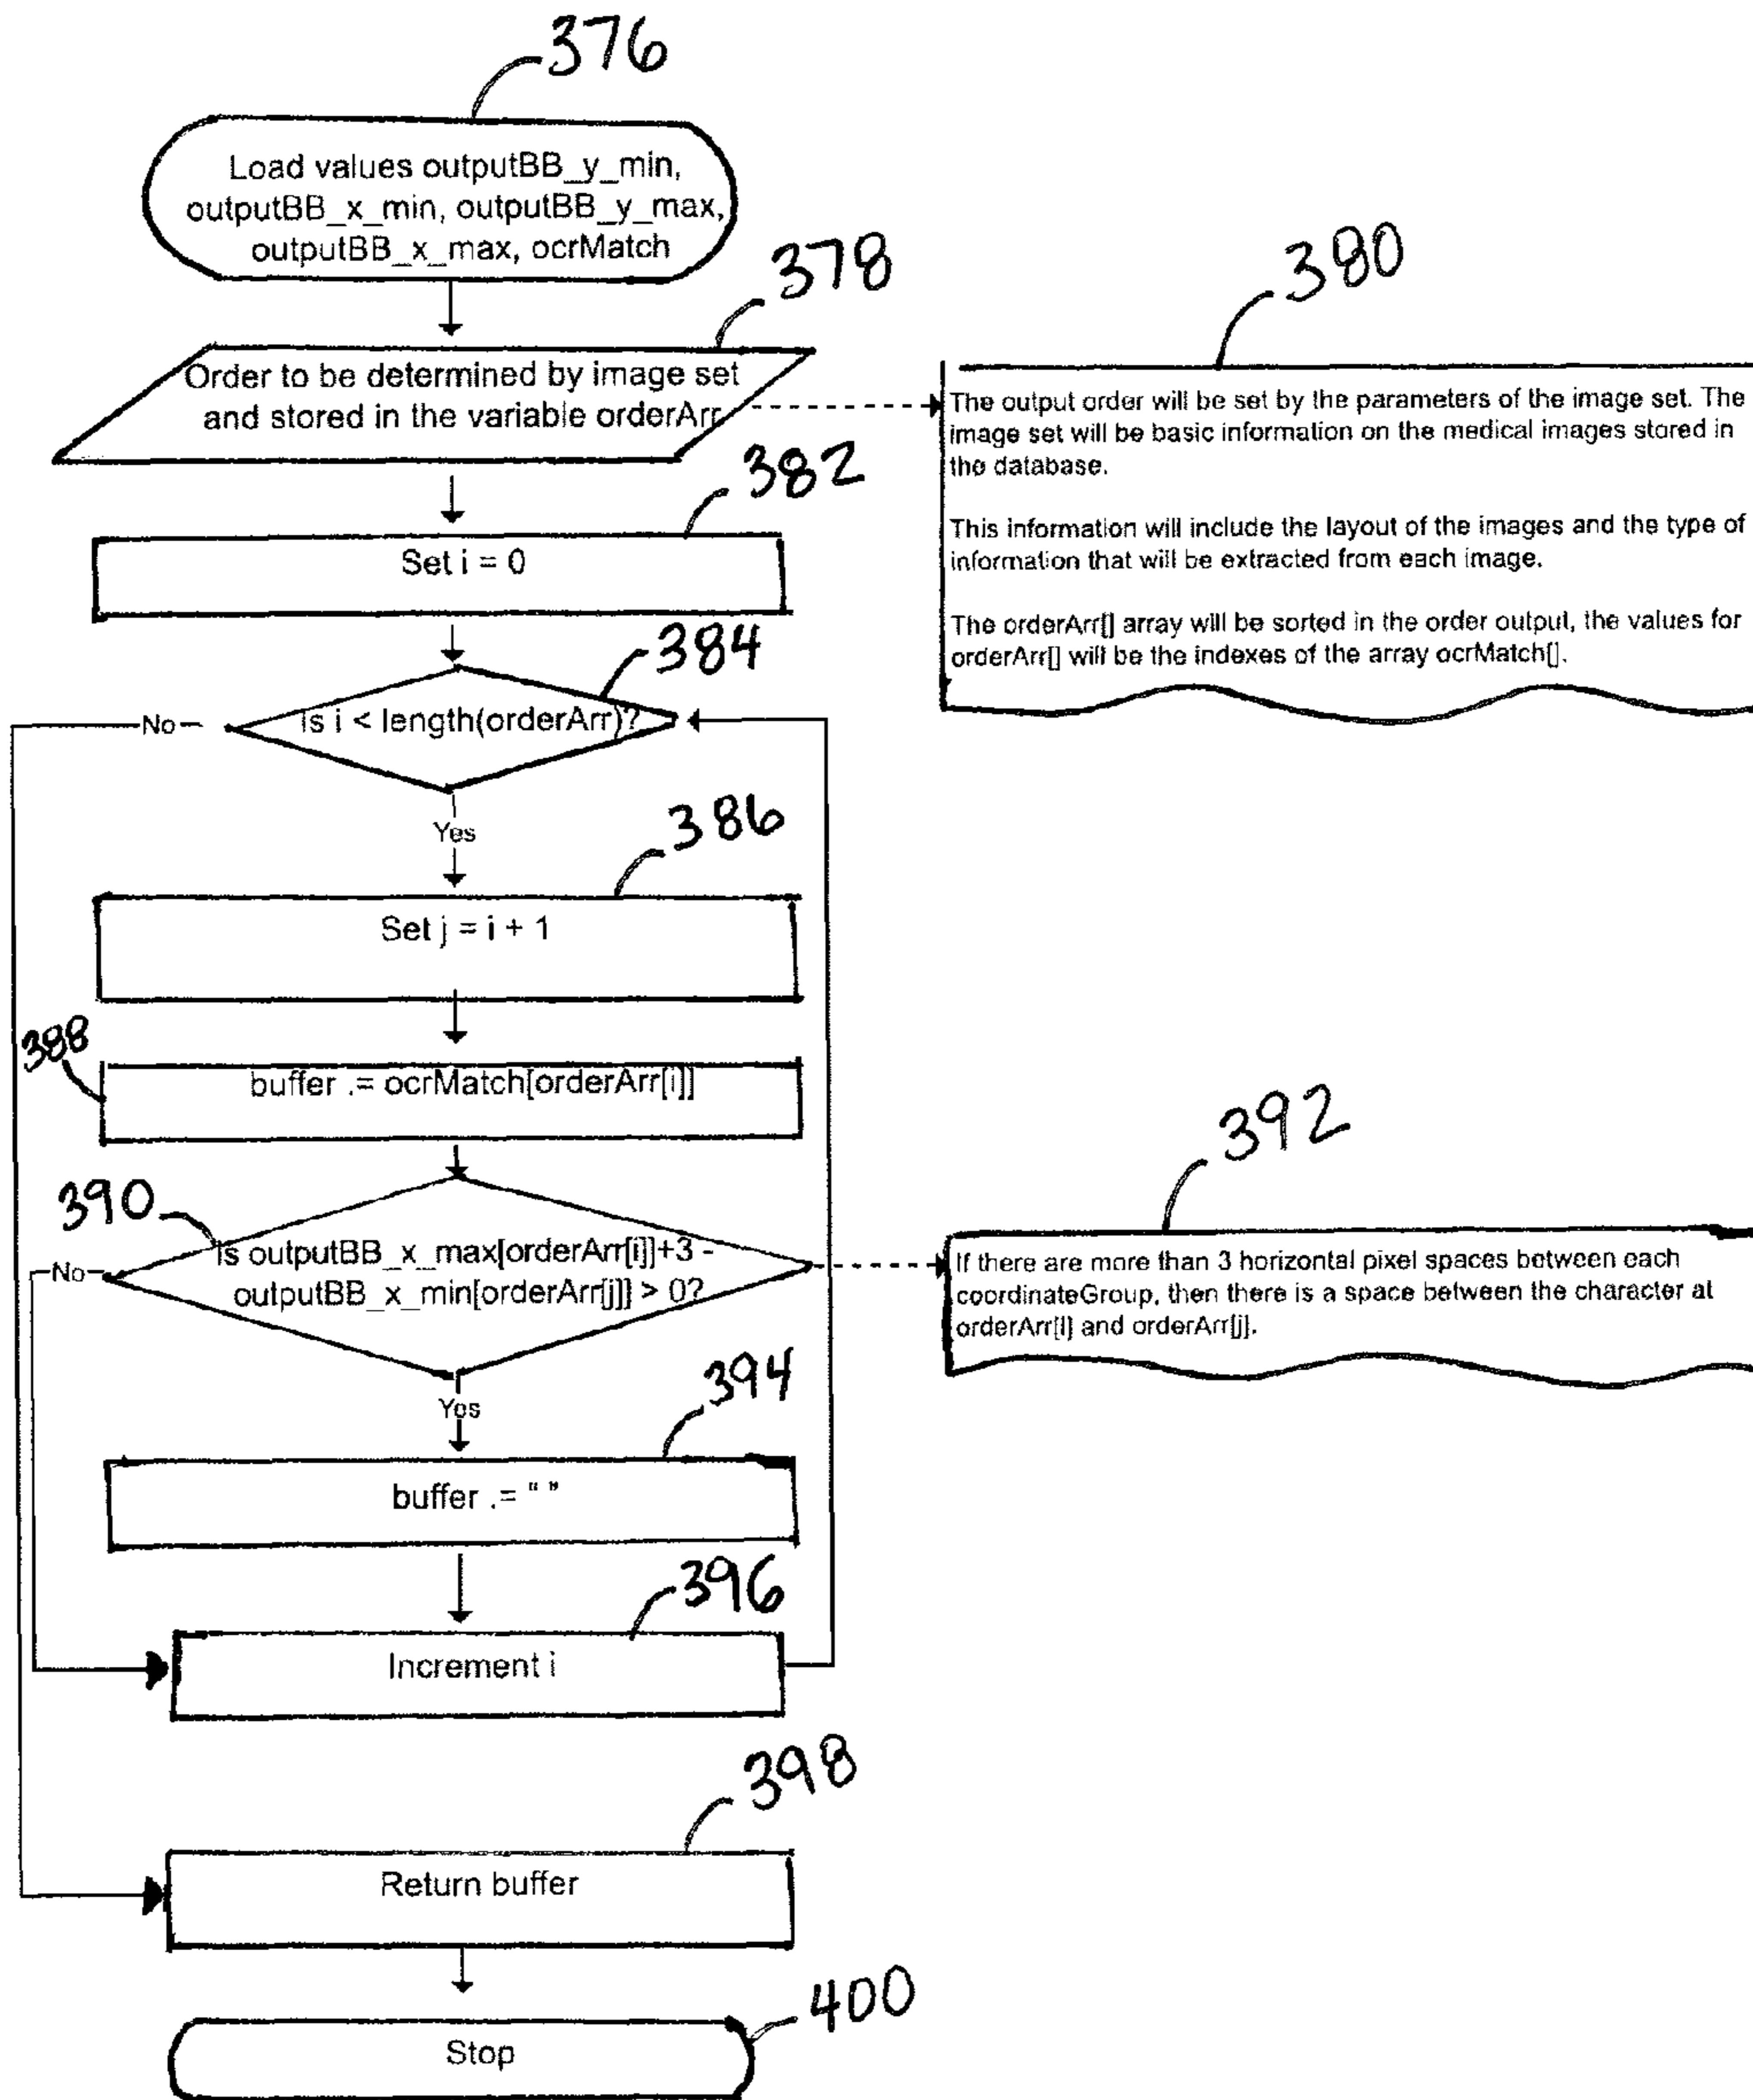 376
Load values outputBB_y_min,
outputBB_x_min, outputBB_y_max,
outputBB_x_max, ocrMatch
378
Order to be determined by image set
and stored in the variable orderArr
380
The output order will be set by the parameters of the image set. The
image set will be basic information on the medical images stored in
the database.
This information will include the layout of the images and the type of
information that will be extracted from each image.
The orderArr[] array will be sorted in the order output, the values for
orderArr[] will be the indexes of the array ocrMatch[].
382
Set i = 0
384
Is i < length(orderArr)?
No
Yes
386
Set j = i + 1
388
buffer .= ocrMatch[orderArr[i]]
390
Is outputBB_x_max[orderArr[i]]+3 -
outputBB_x_min[orderArr[j]] > 0?
No
392
If there are more than 3 horizontal pixel spaces between each
coordinateGroup, then there is a space between the character at
orderArr[i] and orderArr[j].
Yes
394
buffer .= " "
396
Increment i
398
Return buffer
400
Stop